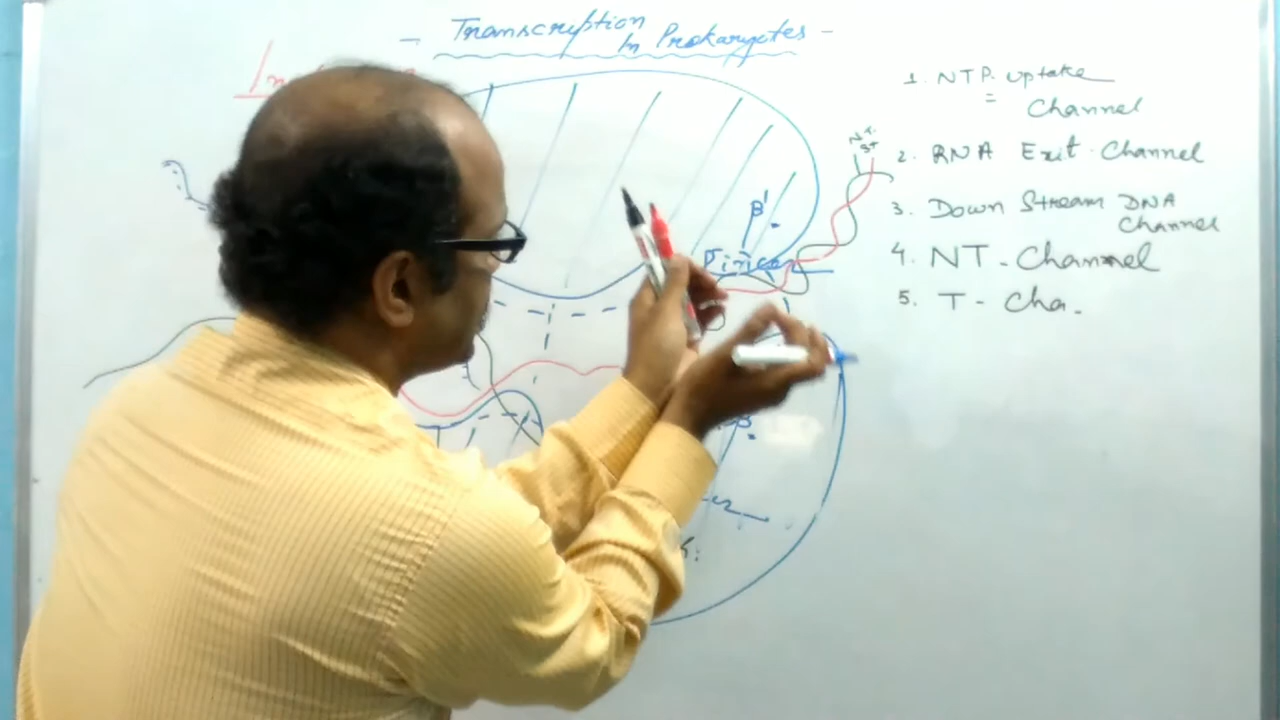 Transcription
In Prokaryotes
1. NTP uptake
Channel
2. RNA Exit Channel
3. Down Stream DNA
Channel
4. NT - Channel
5. T - Cha.
NT.
β'
β
K: